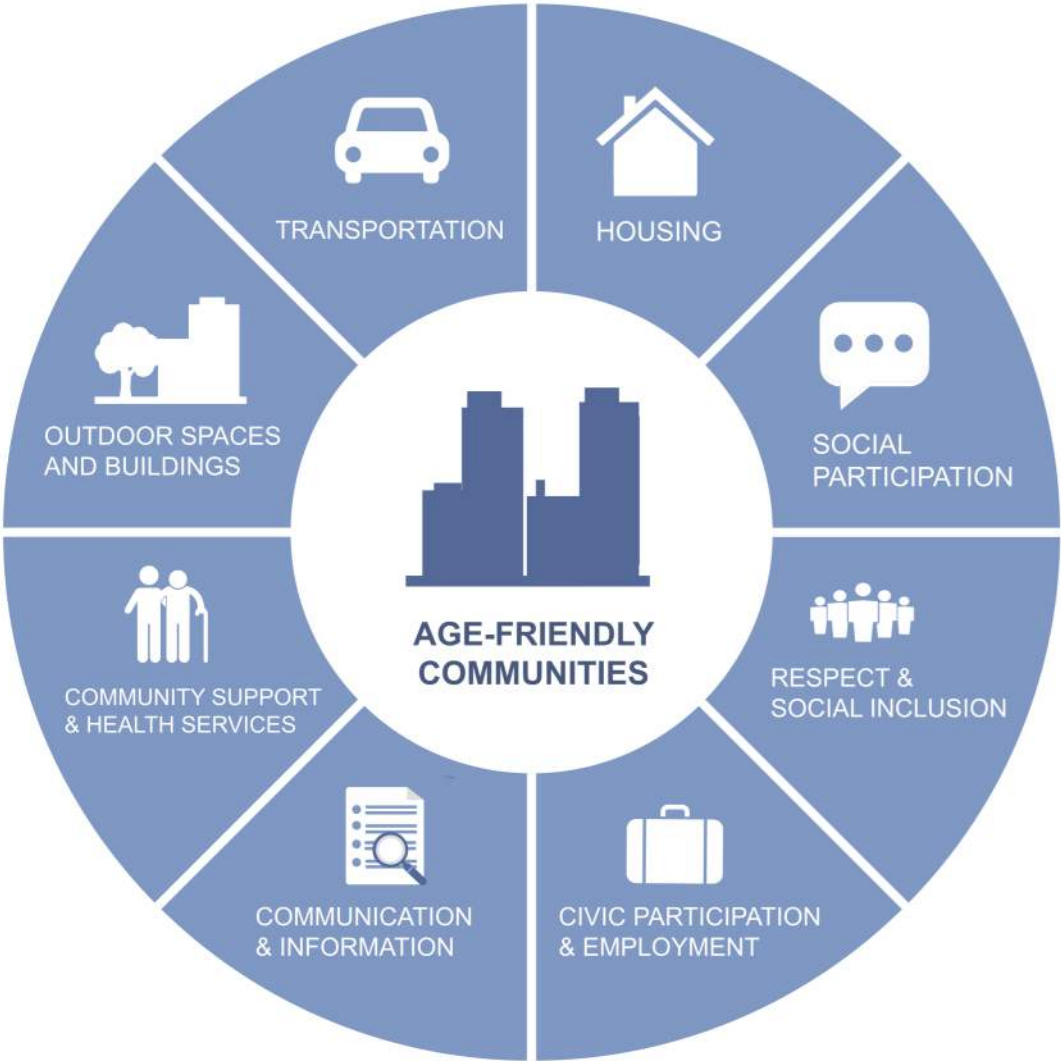 TRANSPORTATION
HOUSING
OUTDOOR SPACES
AND BUILDINGS
SOCIAL
PARTICIPATION
AGE-FRIENDLY
COMMUNITIES
COMMUNITY SUPPORT
& HEALTH SERVICES
RESPECT &
SOCIAL INCLUSION
COMMUNICATION
& INFORMATION
CIVIC PARTICIPATION
& EMPLOYMENT